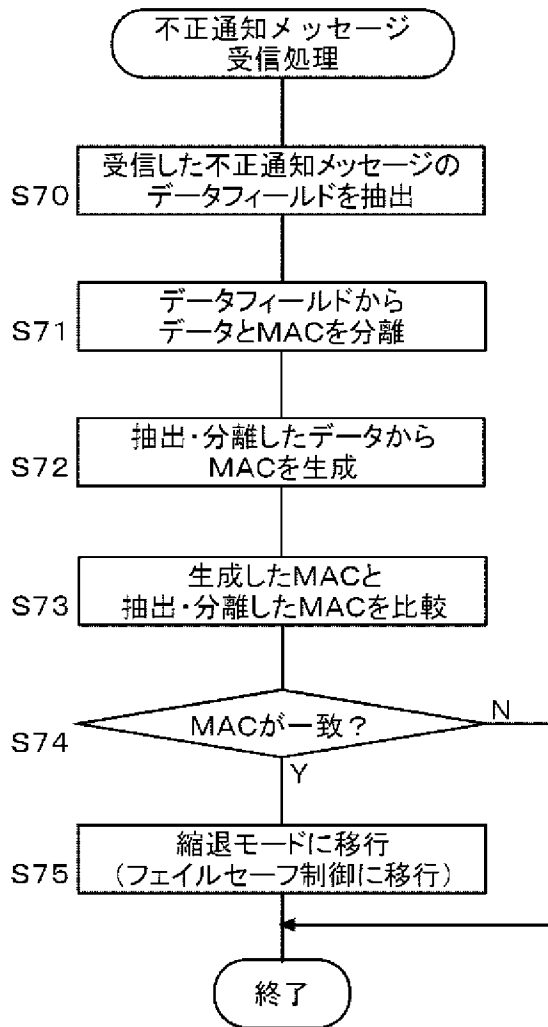 不正通知メッセージ
受信処理
S70
受信した不正通知メッセージの
データフィールドを抽出
S71
データフィールドから
データとMACを分離
S72
抽出・分離したデータから
MACを生成
S73
生成したMACと
抽出・分離したMACを比較
S74
MACが一致?
N
Y
S75
縮退モードに移行
(フェイルセーフ制御に移行)
終了